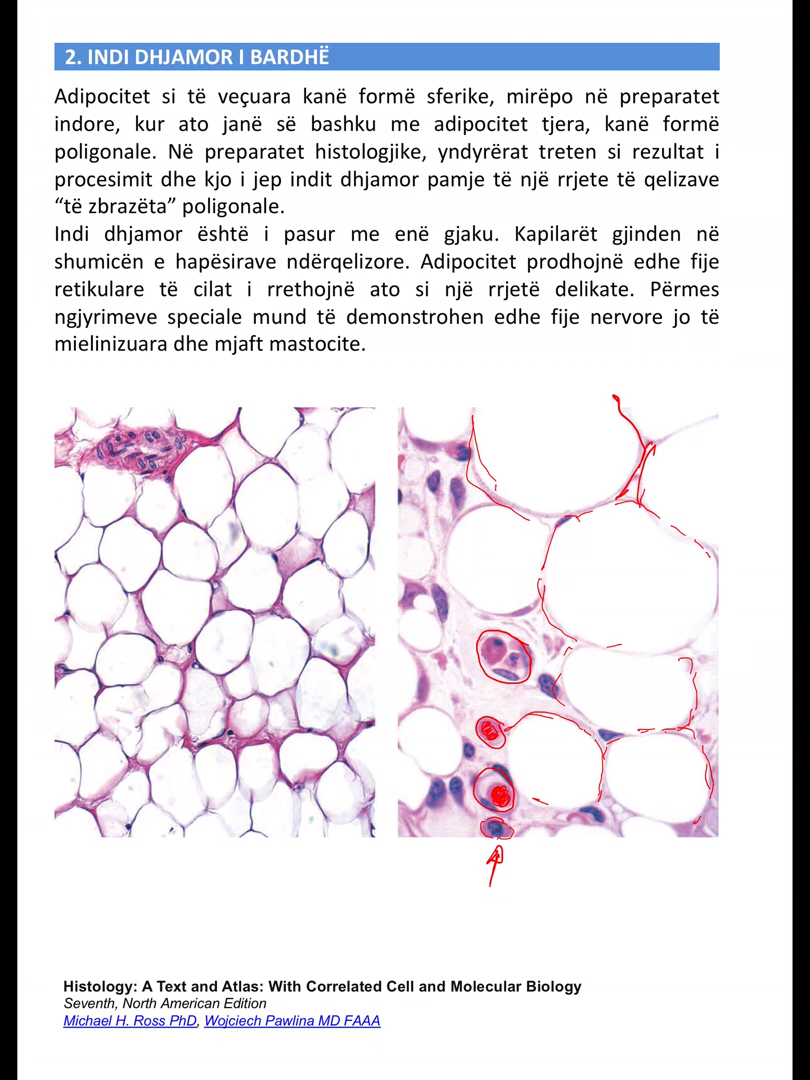 2. INDI DHJAMOR I BARDHË
Adipocitet si të veçuara kanë formë sferike, mirëpo në preparatet
indore, kur ato janë së bashku me adipocitet tjera, kanë formë
poligonale. Në preparatet histologjike, yndyrërat treten si rezultat i
procesimit dhe kjo i jep indit dhjamor pamje të një rrjete të qelizave
“të zbrazëta” poligonale.
Indi dhjamor është i pasur me enë gjaku. Kapilarët gjinden në
shumicën e hapësirave ndërqelizore. Adipocitet prodhojnë edhe fije
retikulare të cilat i rrethojnë ato si një rrjetë delikate. Përmes
ngjyrimeve speciale mund të demonstrohen edhe fije nervore jo të
mielinizuara dhe mjaft mastocite.
Histology: A Text and Atlas: With Correlated Cell and Molecular Biology
Seventh, North American Edition
Michael H. Ross PhD, Wojciech Pawlina MD FAAA